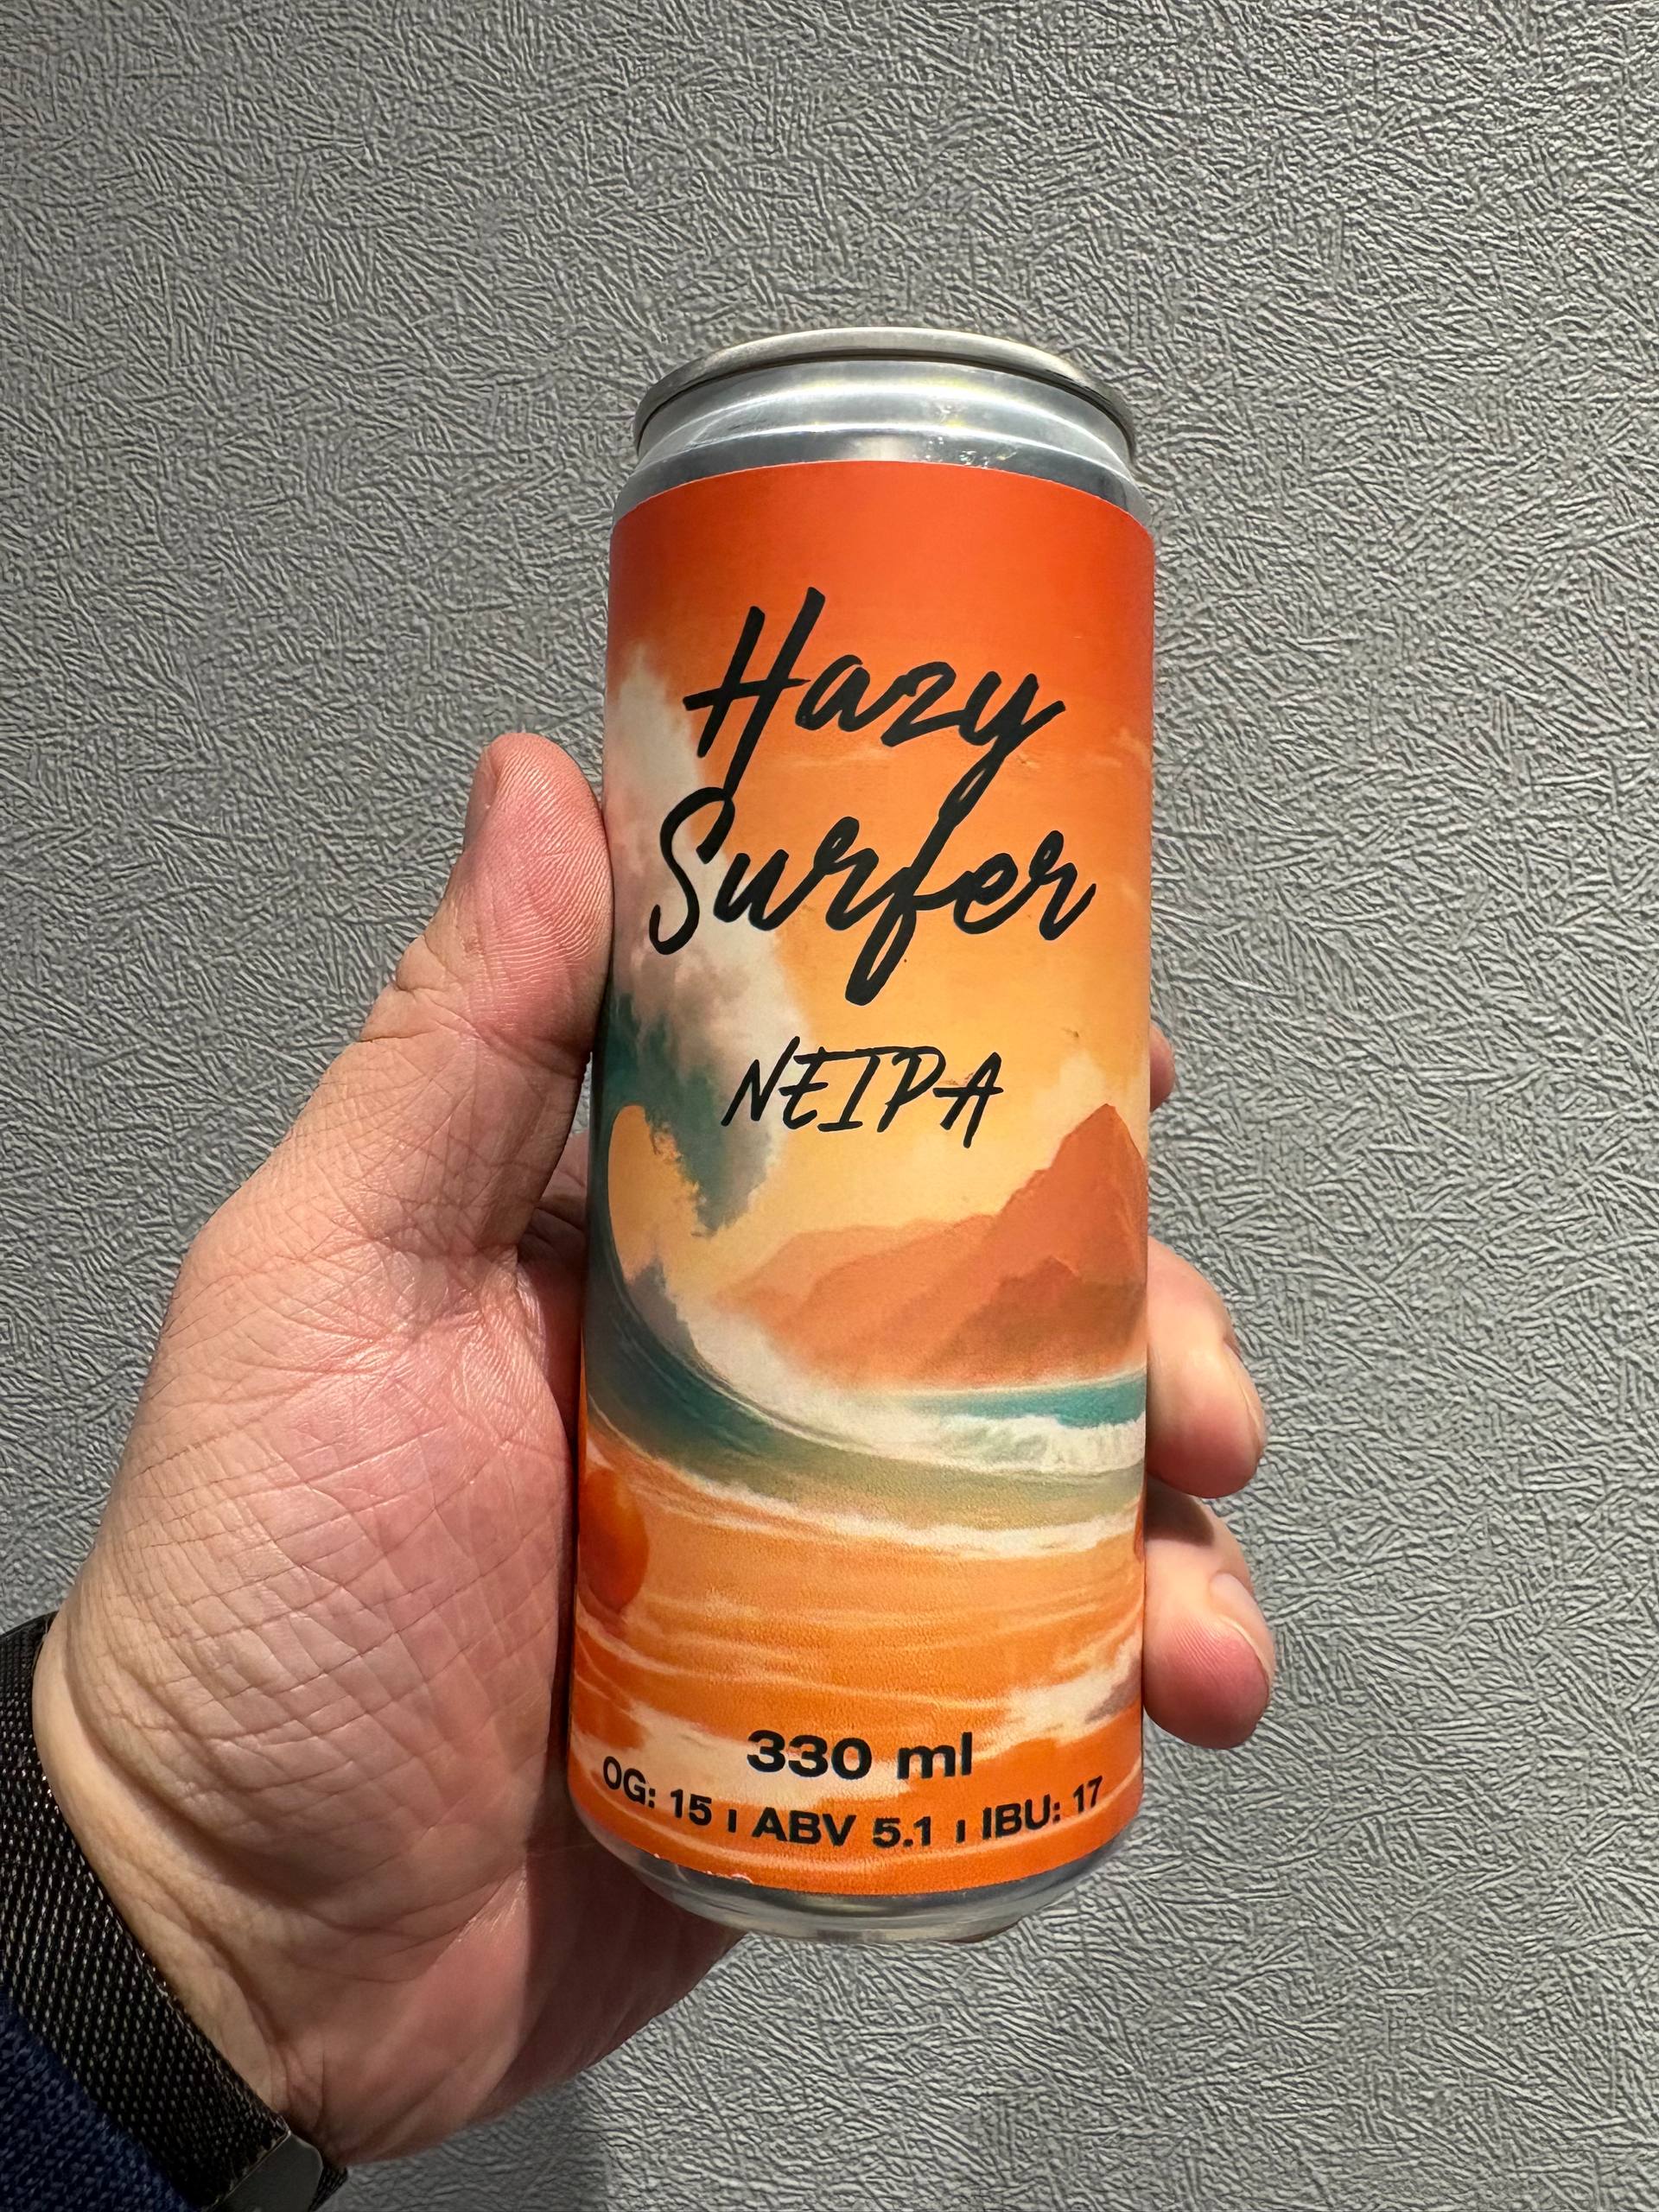 Hazy
Surfer
NEIPA
330 ml
OG: 15 | ABV 5.1 | IBU: 17